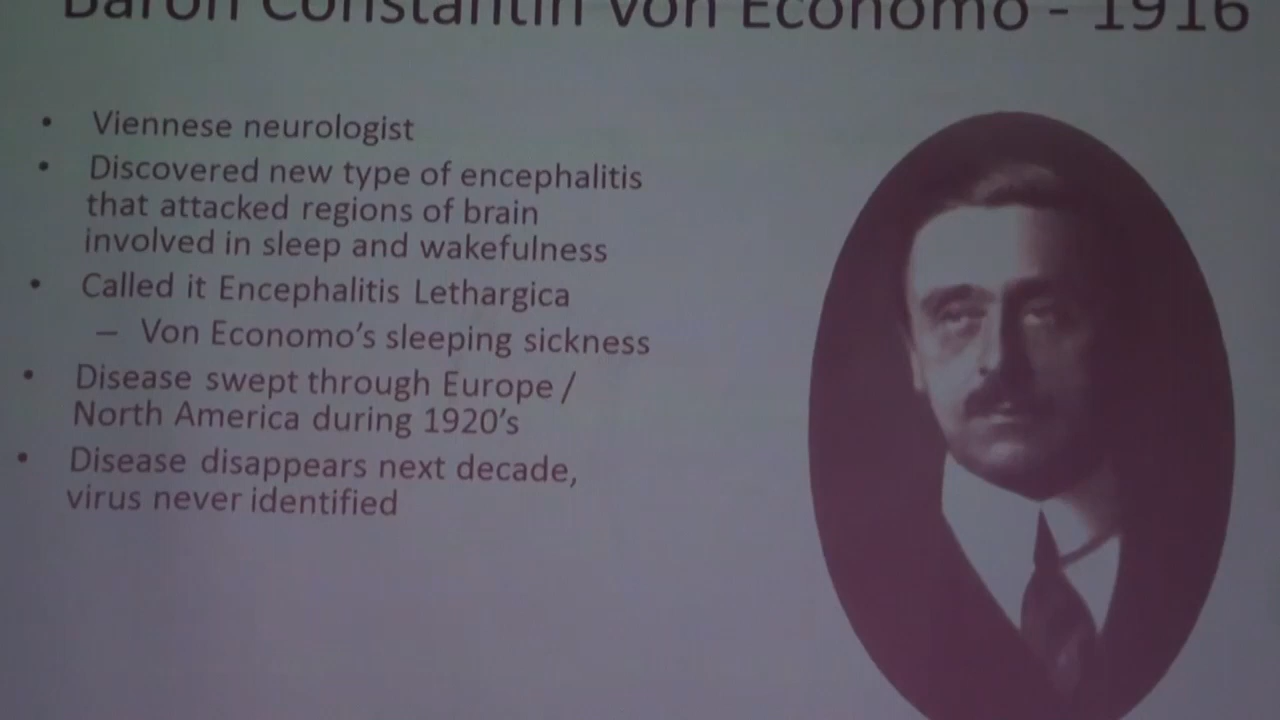 Baron Constantin von Economo - 1916
• Viennese neurologist
• Discovered new type of encephalitis
that attacked regions of brain
involved in sleep and wakefulness
• Called it Encephalitis Lethargica
– Von Economo's sleeping sickness
• Disease swept through Europe /
North America during 1920's
• Disease disappears next decade,
virus never identified